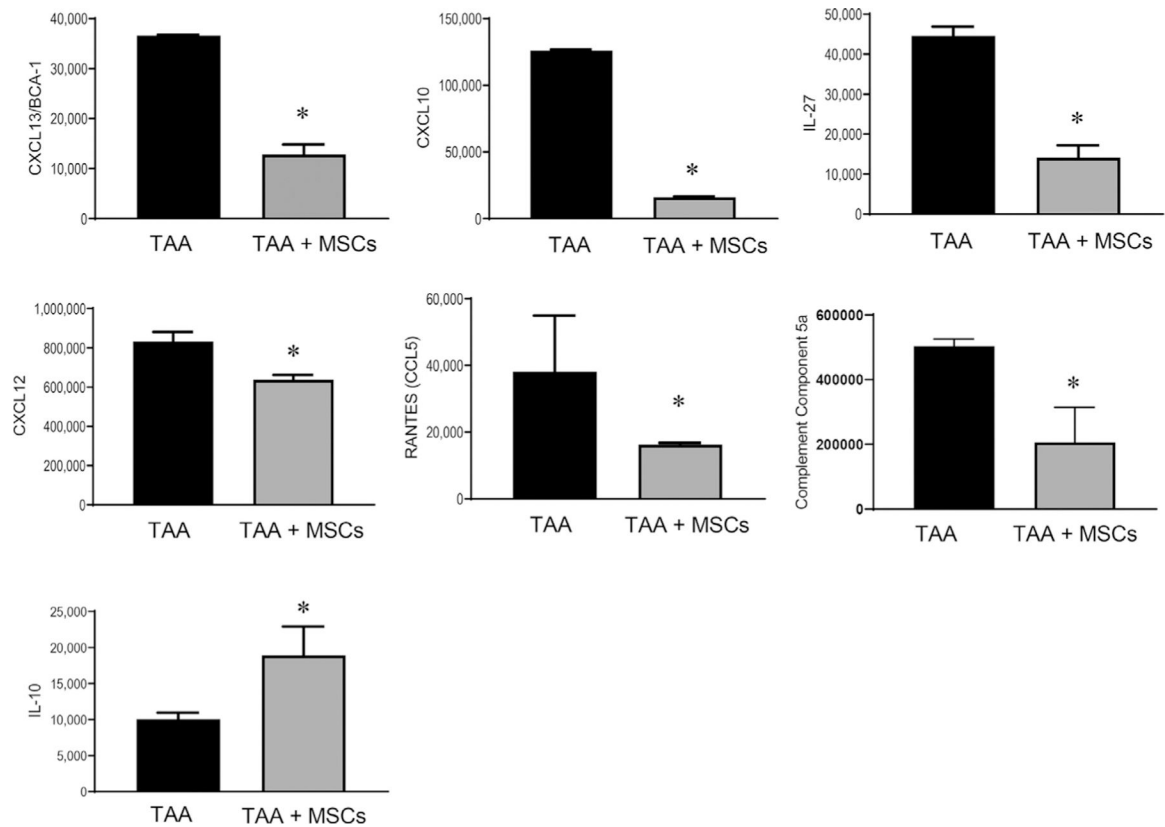 CXCL13/BCA-1
40,000
30,000
20,000
10,000
0
*
TAA
TAA + MSCs
CXCL10
150,000
100,000
50,000
0
*
TAA
TAA + MSCs
IL-27
50,000
40,000
30,000
20,000
10,000
0
*
TAA
TAA + MSCs
CXCL12
1,000,000
800,000
600,000
400,000
200,000
0
*
TAA
TAA + MSCs
RANTES (CCL5)
60,000
40,000
20,000
0
*
TAA
TAA + MSCs
Complement Component 5a
600000
400000
200000
0
*
TAA
TAA + MSCs
IL-10
25,000
20,000
15,000
10,000
5,000
0
*
TAA
TAA + MSCs